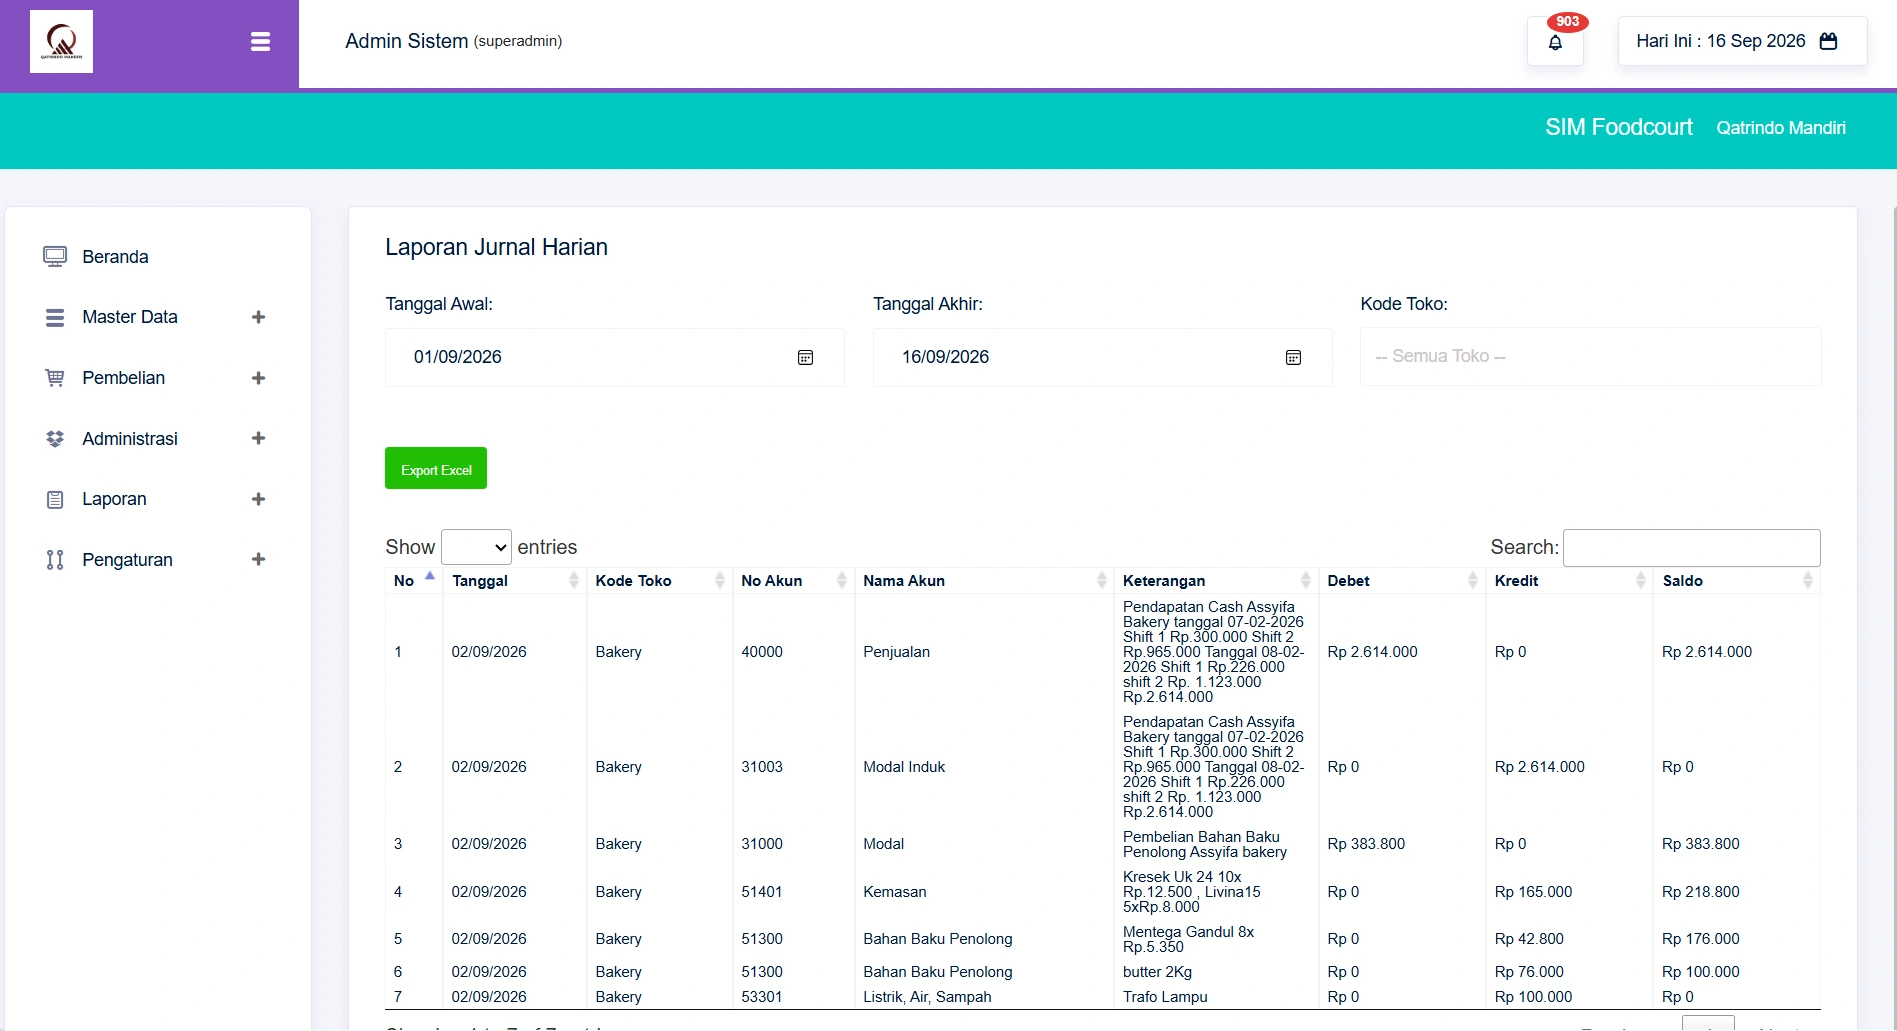 QATRINDO MANDIRI
Admin Sistem (superadmin)
903
Hari Ini : 16 Sep 2026
SIM Foodcourt Qatrindo Mandiri
Beranda
Master Data
Pembelian
Administrasi
Laporan
Pengaturan
Laporan Jurnal Harian
Tanggal Awal: Tanggal Akhir: Kode Toko:
01/09/2026 16/09/2026 -- Semua Toko --
Export Excel
Show entries Search:
No Tanggal Kode Toko No Akun Nama Akun Keterangan Debet Kredit Saldo
Pendapatan Cash Assyifa
Bakery tanggal 07-02-2026
Shift 1 Rp.300.000 Shift 2
1 02/09/2026 Bakery 40000 Penjualan Rp.965.000 Tanggal 08-02- Rp 2.614.000 Rp 0 Rp 2.614.000
2026 Shift 1 Rp.226.000
shift 2 Rp. 1.123.000
Rp.2.614.000
Pendapatan Cash Assyifa
Bakery tanggal 07-02-2026
Shift 1 Rp.300.000 Shift 2
2 02/09/2026 Bakery 31003 Modal Induk Rp.965.000 Tanggal 08-02- Rp 0 Rp 2.614.000 Rp 0
2026 Shift 1 Rp.226.000
shift 2 Rp. 1.123.000
Rp.2.614.000
3 02/09/2026 Bakery 31000 Modal Pembelian Bahan Baku Rp 383.800 Rp 0 Rp 383.800
Penolong Assyifa bakery
Kresek Uk 24 10x
4 02/09/2026 Bakery 51401 Kemasan Rp.12.500 , Livina15 Rp 0 Rp 165.000 Rp 218.800
5xRp.8.000
5 02/09/2026 Bakery 51300 Bahan Baku Penolong Mentega Gandul 8x Rp 0 Rp 42.800 Rp 176.000
Rp.5.350
6 02/09/2026 Bakery 51300 Bahan Baku Penolong butter 2Kg Rp 0 Rp 76.000 Rp 100.000
7 02/09/2026 Bakery 53301 Listrik, Air, Sampah Trafo Lampu Rp 0 Rp 100.000 Rp 0